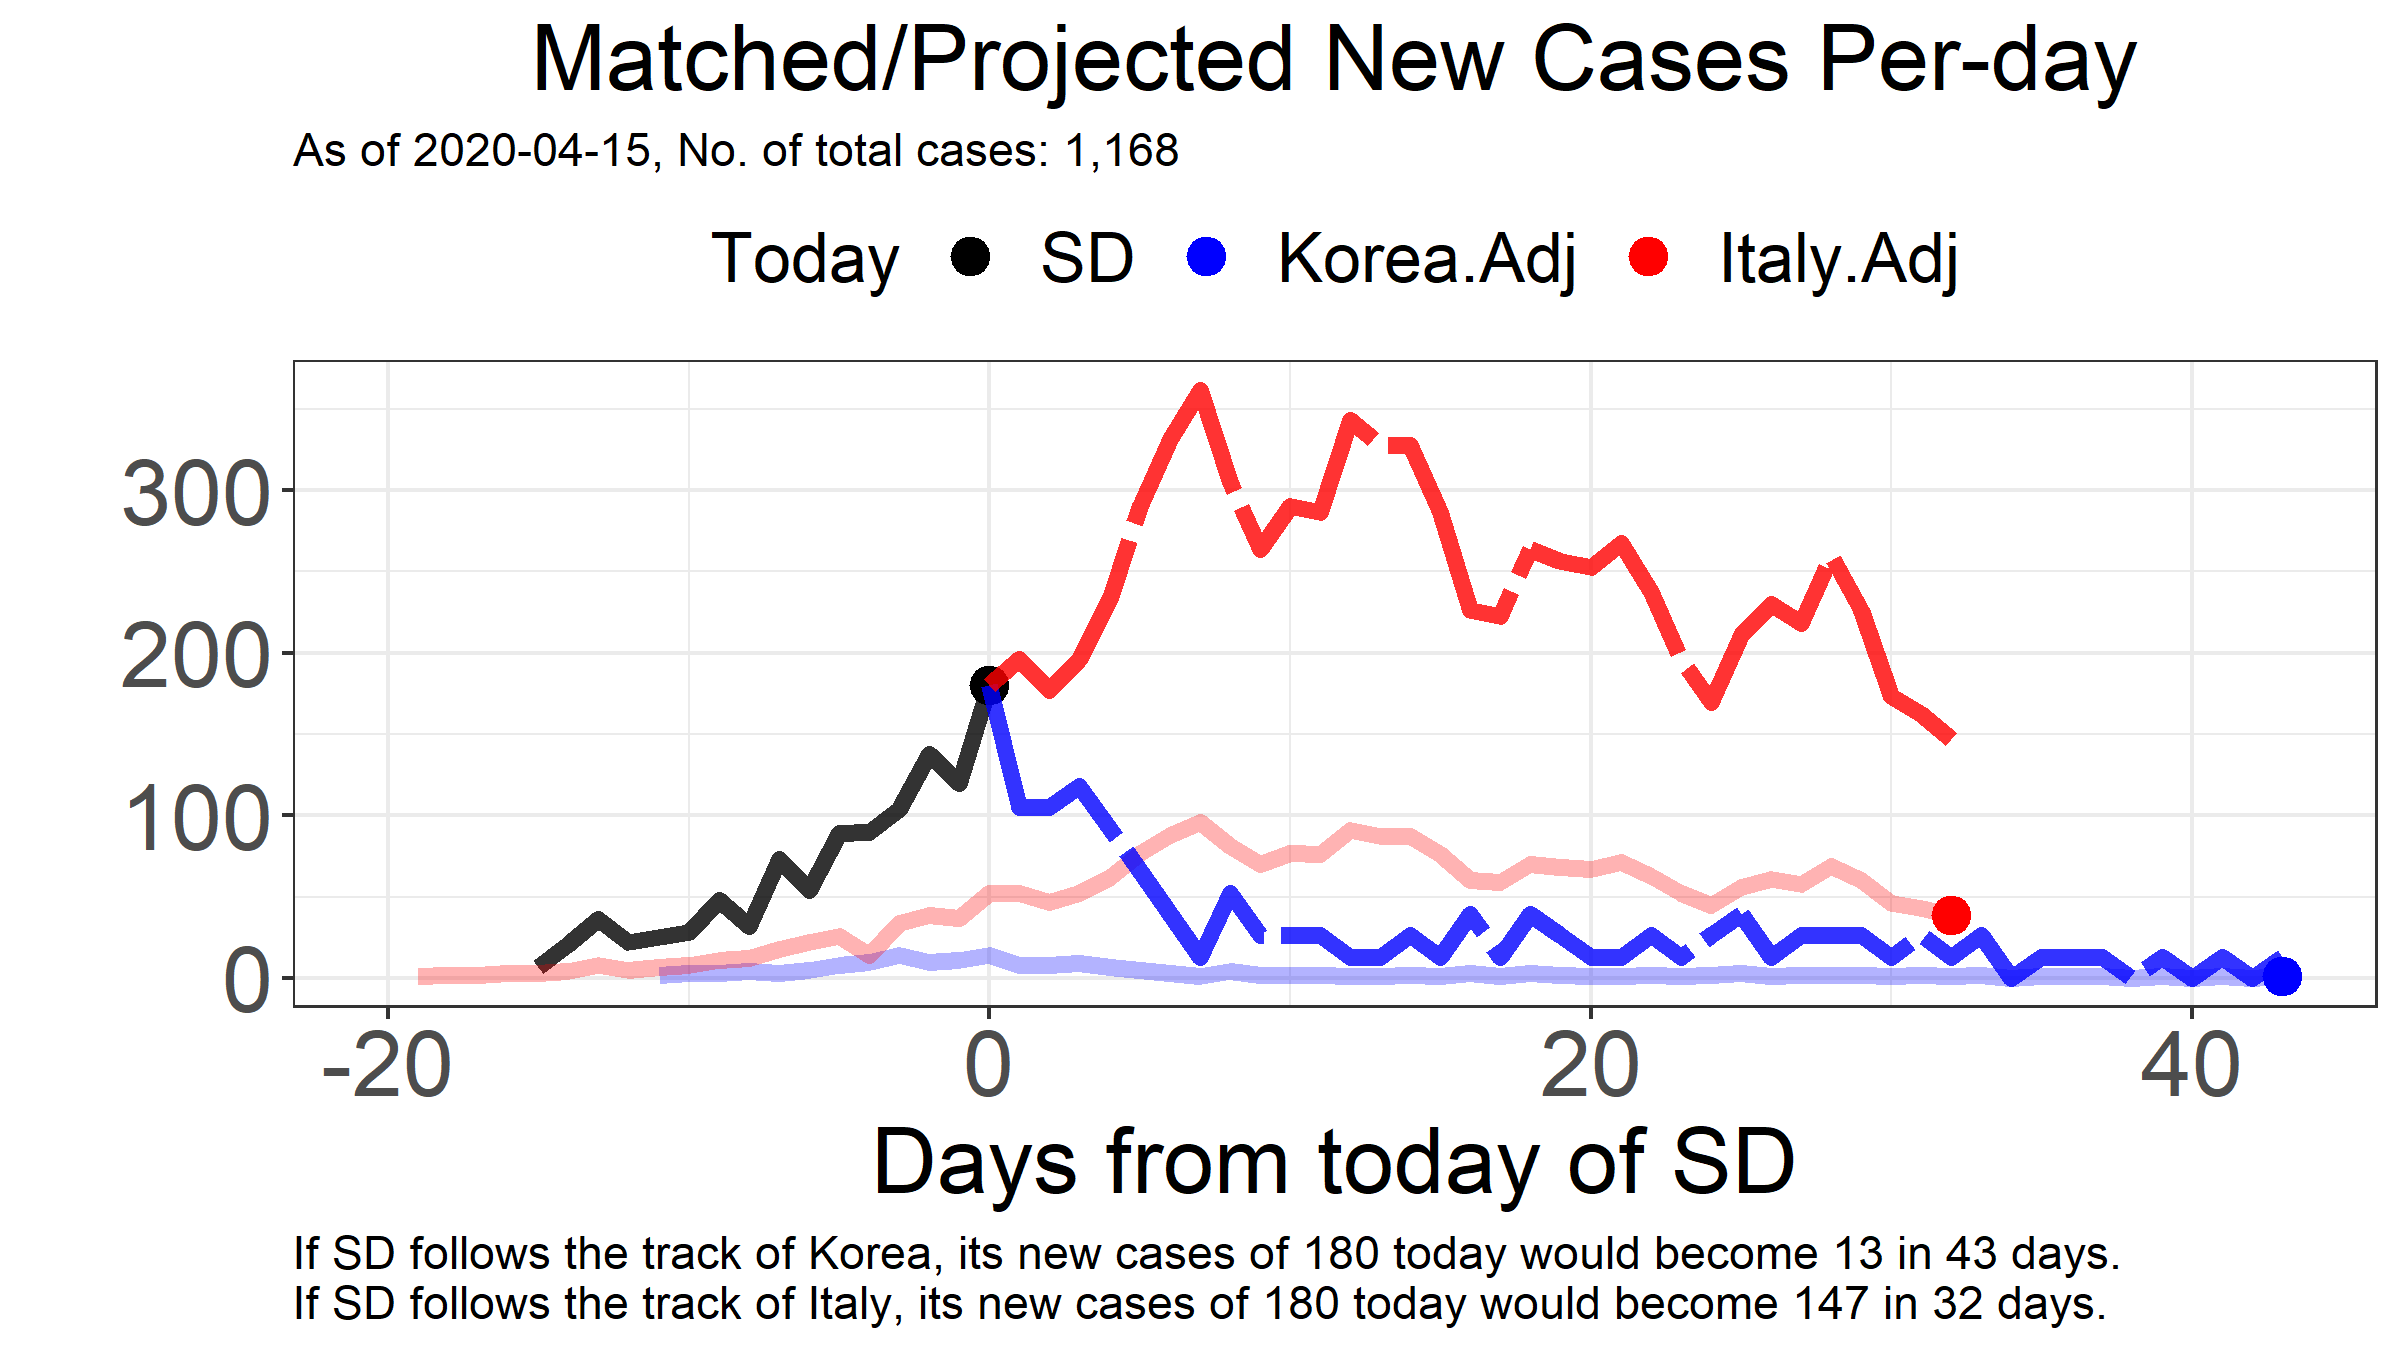 Matched/Projected New Cases Per-day
As of 2020-04-15, No. of total cases: 1,168
Today SD Korea.Adj Italy.Adj
300
200
100
0
-20 0 20 40
Days from today of SD
If SD follows the track of Korea, its new cases of 180 today would become 13 in 43 days.
If SD follows the track of Italy, its new cases of 180 today would become 147 in 32 days.